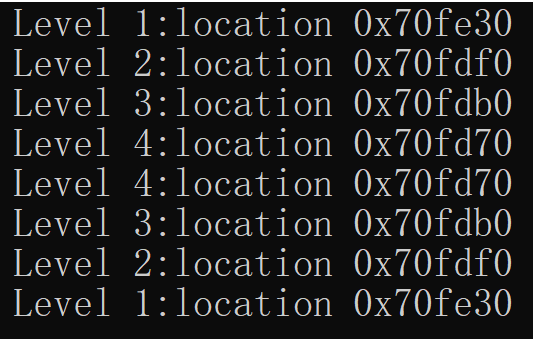 Level 1:location 0x70fe30
Level 2:location 0x70fdf0
Level 3:location 0x70fdb0
Level 4:location 0x70fd70
Level 4:location 0x70fd70
Level 3:location 0x70fdb0
Level 2:location 0x70fdf0
Level 1:location 0x70fe30